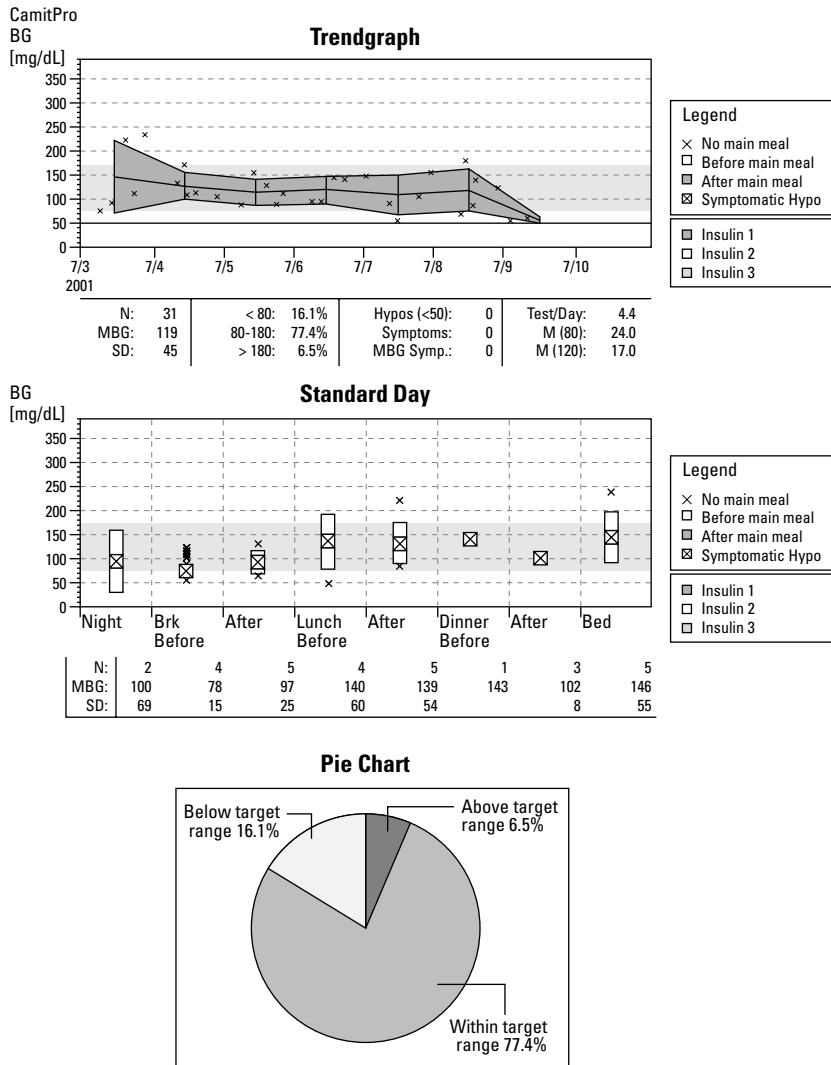 CamitPro
BG
[mg/dL]
Trendgraph
350
300
250
200
150
100
50
0
7/3
2001
7/4
7/5
7/6
7/7
7/8
7/9
7/10
Legend
No main meal
Before main meal
After main meal
Symptomatic Hypo
Insulin 1
Insulin 2
Insulin 3
N: 31 < 80: 16.1% Hypos (<50): 0 Test/Day: 4.4
MBG: 119 80-180: 77.4% Symptoms: 0 M (80): 24.0
SD: 45 > 180: 6.5% MBG Symp.: 0 M (120): 17.0
BG
[mg/dL]
Standard Day
350
300
250
200
150
100
50
0
Night Brk After Lunch After Dinner After Bed
Before Before Before
Legend
No main meal
Before main meal
After main meal
Symptomatic Hypo
Insulin 1
Insulin 2
Insulin 3
N: 2 4 5 4 5 1 3 5
MBG: 100 78 97 140 139 143 102 146
SD: 69 15 25 60 54 8 55
Pie Chart
Below target
range 16.1%
Above target
range 6.5%
Within target
range 77.4%